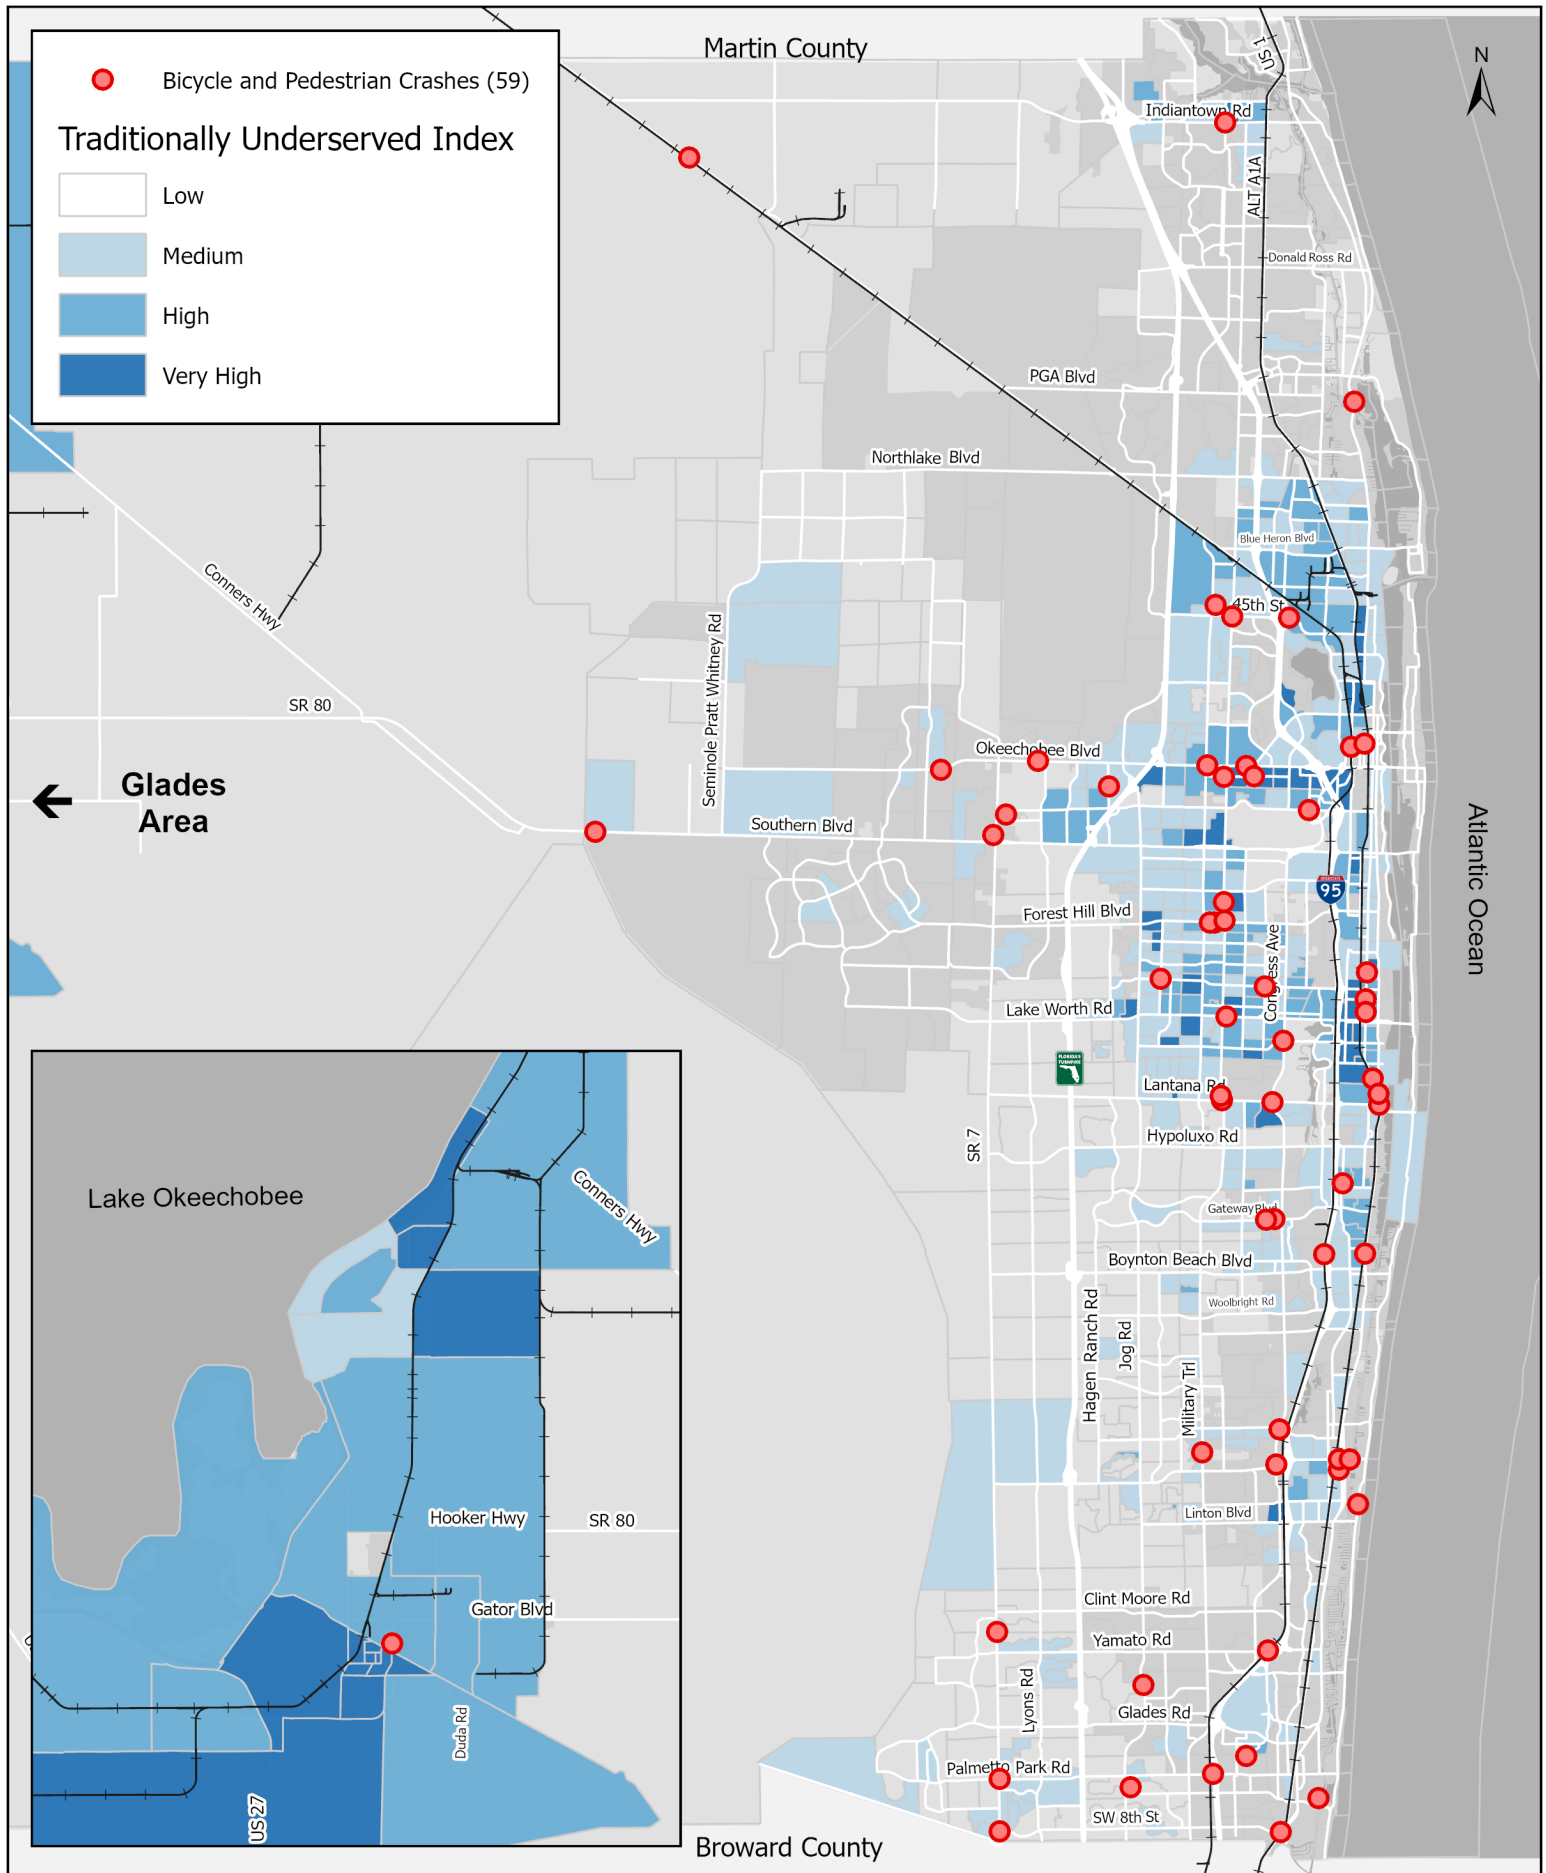 Martin County
Bicycle and Pedestrian Crashes (59)
Traditionally Underserved Index
Low
Medium
High
Very High
N
US 1
Indiantown Rd
ALT A1A
Donald Ross Rd
PGA Blvd
Northlake Blvd
Blue Heron Blvd
45th St
Conners Hwy
SR 80
Seminole Pratt Whitney Rd
Okeechobee Blvd
Glades
Area
Southern Blvd
Atlantic Ocean
INTERSTATE
95
Forest Hill Blvd
Congress Ave
Lake Worth Rd
FLORIDA'S
TURNPIKE
Lantana Rd
SR 7
Hypoluxo Rd
Gateway Blvd
Boynton Beach Blvd
Woolbright Rd
Hagen Ranch Rd
Jog Rd
Military Trl
Linton Blvd
Clint Moore Rd
Yamato Rd
Lyons Rd
Glades Rd
Palmetto Park Rd
SW 8th St
Broward County
Lake Okeechobee
Conners Hwy
Hooker Hwy
SR 80
Gator Blvd
Duda Rd
US 27